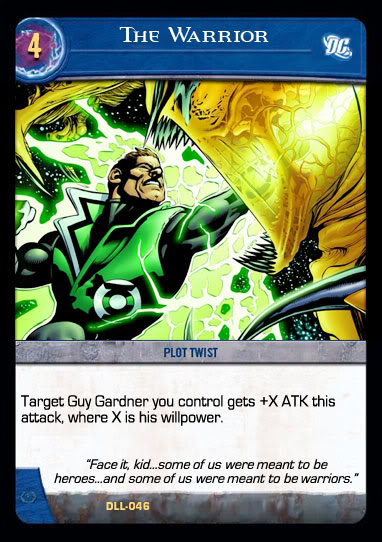 4
THE WARRIOR
DC
PLOT TWIST
Target Guy Gardner you control gets +X ATK this
attack, where X is his willpower.
“Face it, kid...some of us were meant to be
heroes...and some of us were meant to be warriors.”
DLL-046